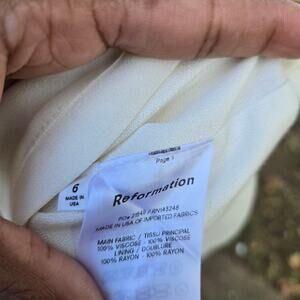 6
MADE IN
USA
Page 1
Reformation
MADE IN USA OF IMPORTED FABRICS
MAIN FABRIC / TISSU PRINCIPAL
100% VISCOSE - 100% VISCOSE
LINING / DOUBLURE
100% RAYON - 100% RAYON